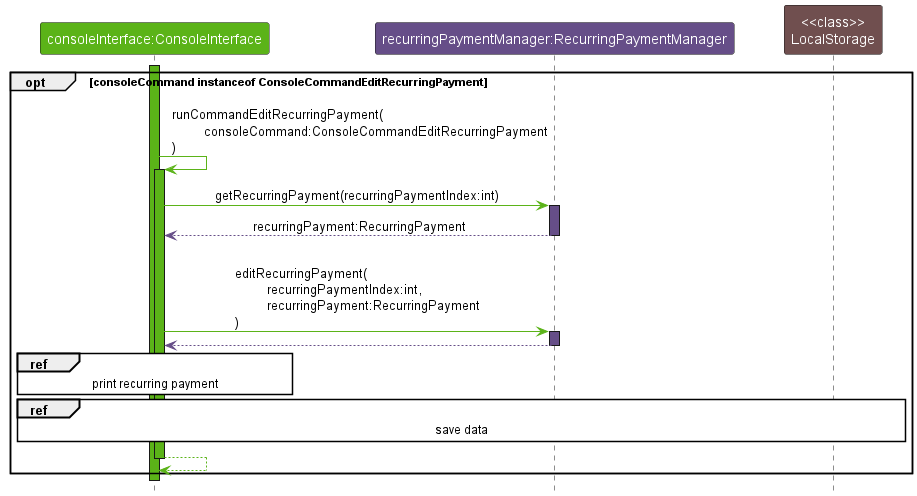 consoleInterface:ConsoleInterface
recurringPaymentManager:RecurringPaymentManager
<<class>>
LocalStorage
opt
[consoleCommand instanceof ConsoleCommandEditRecurringPayment]
runCommandEditRecurringPayment(
consoleCommand:ConsoleCommandEditRecurringPayment
)
getRecurringPayment(recurringPaymentIndex:int)
recurringPayment:RecurringPayment
editRecurringPayment(
recurringPaymentIndex:int,
recurringPayment:RecurringPayment
)
ref
print recurring payment
ref
save data